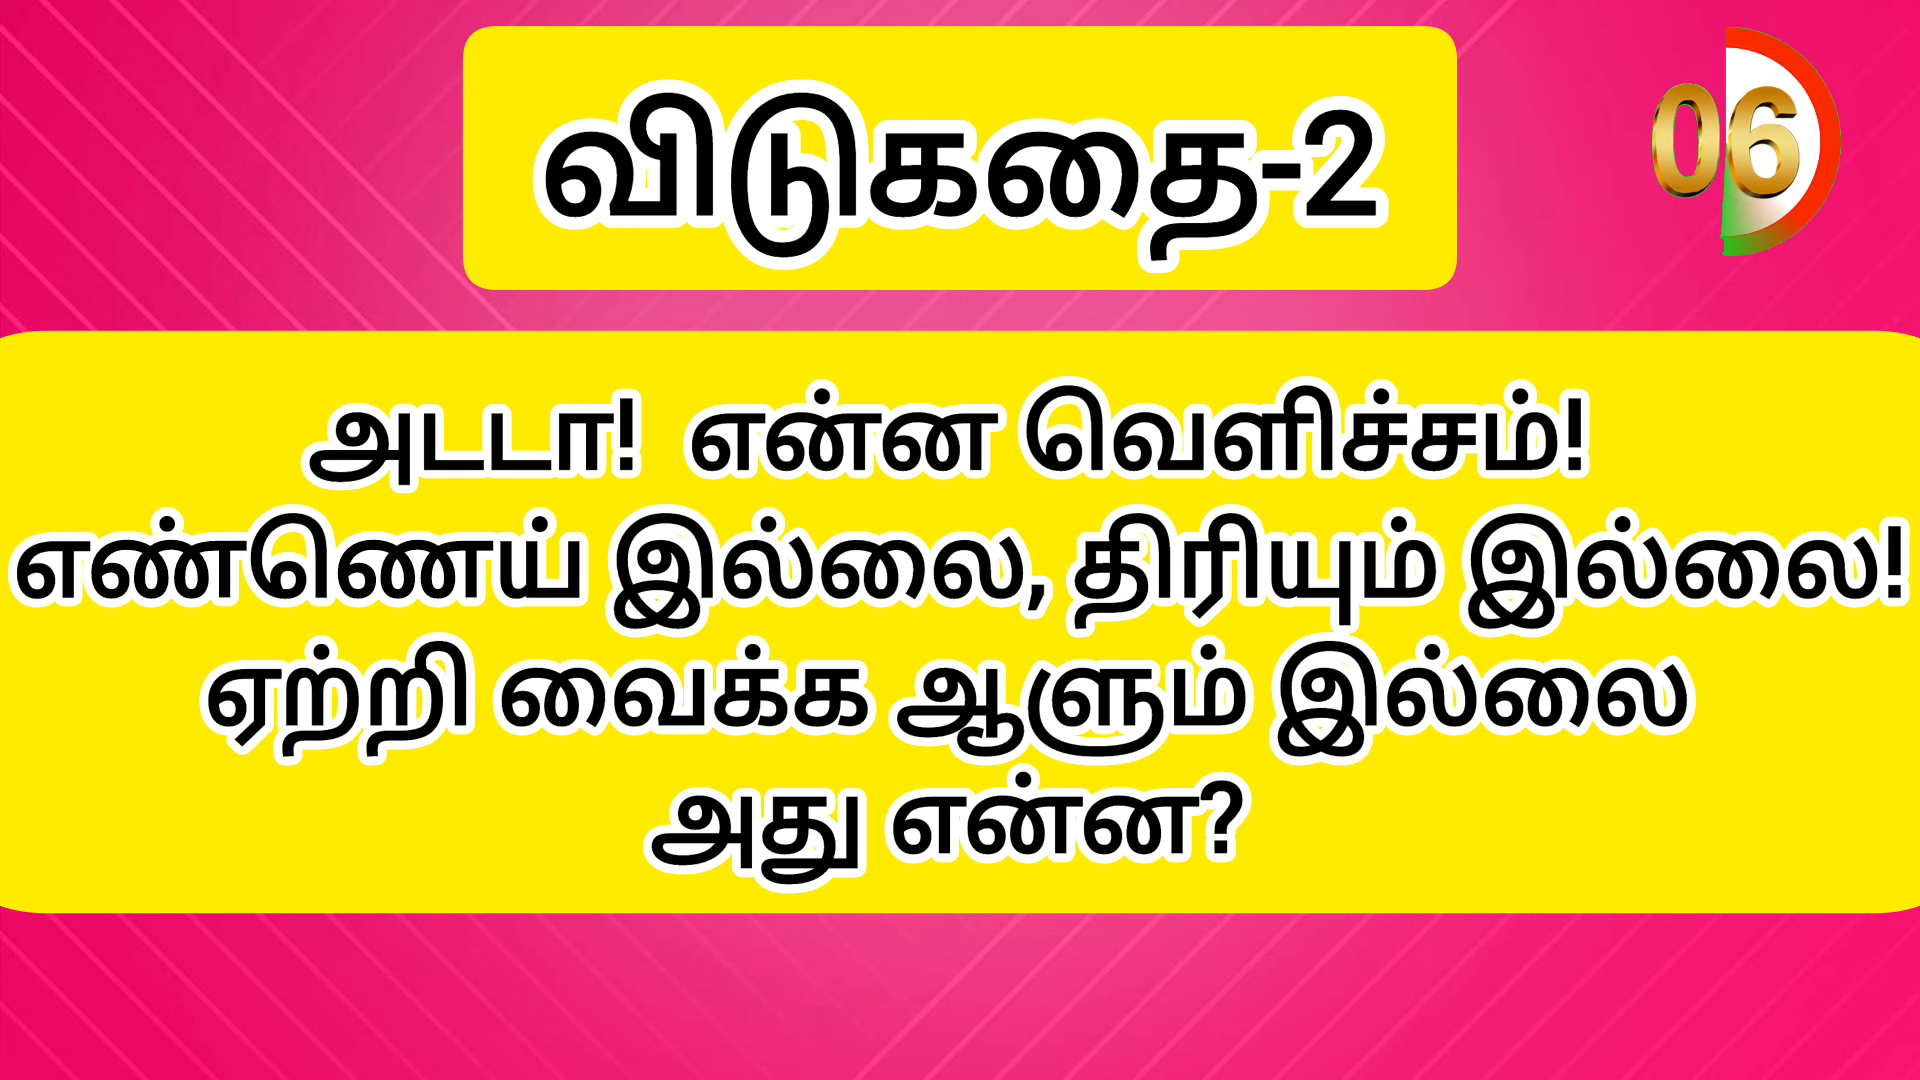 விடுகதை-2
06
அடடா! என்ன வெளிச்சம்!
எண்ணெய் இல்லை, திரியும் இல்லை!
ஏற்றி வைக்க ஆளும் இல்லை
அது என்ன?